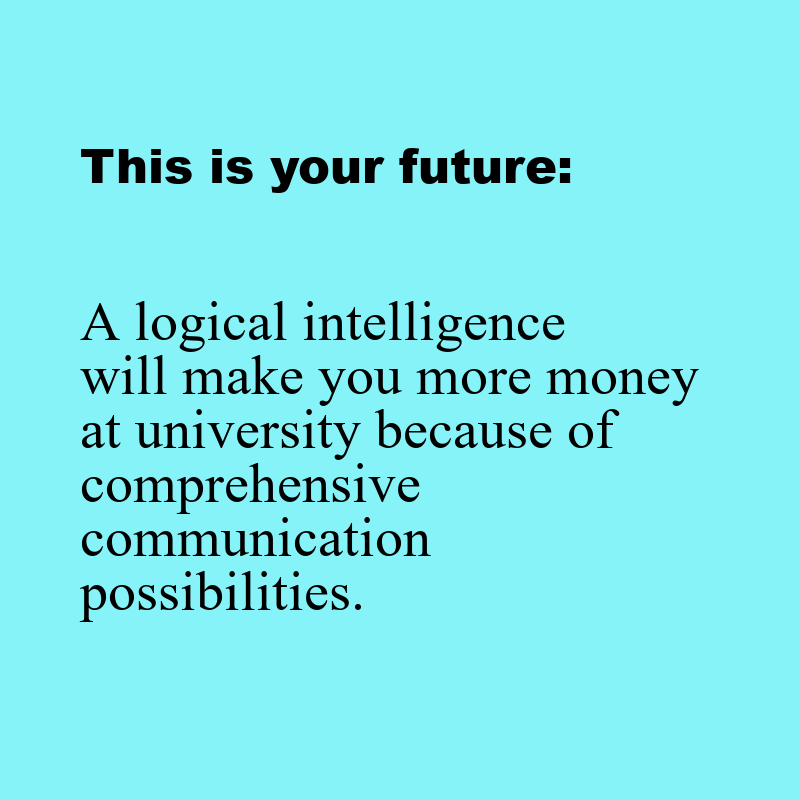 This is your future:
A logical intelligence
will make you more money
at university because of
comprehensive
communication
possibilities.